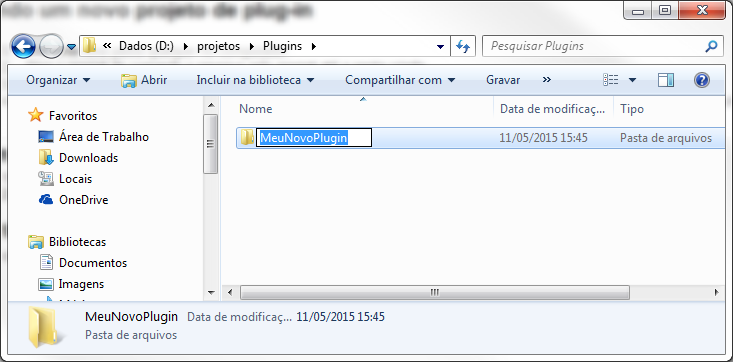 do um novo projeto de plug-in
« Dados (D:) ▸ projetos ▸ Plugins ▸
Pesquisar Plugins
Organizar Abrir Incluir na biblioteca Compartilhar com Gravar »
Favoritos
Área de Trabalho
Downloads
Locais
OneDrive
Bibliotecas
Documentos
Imagens
Nome Data de modificaç... Tipo
MeuNovoPlugin 11/05/2015 15:45 Pasta de arquivos
MeuNovoPlugin Data de modificaç... 11/05/2015 15:45
Pasta de arquivos